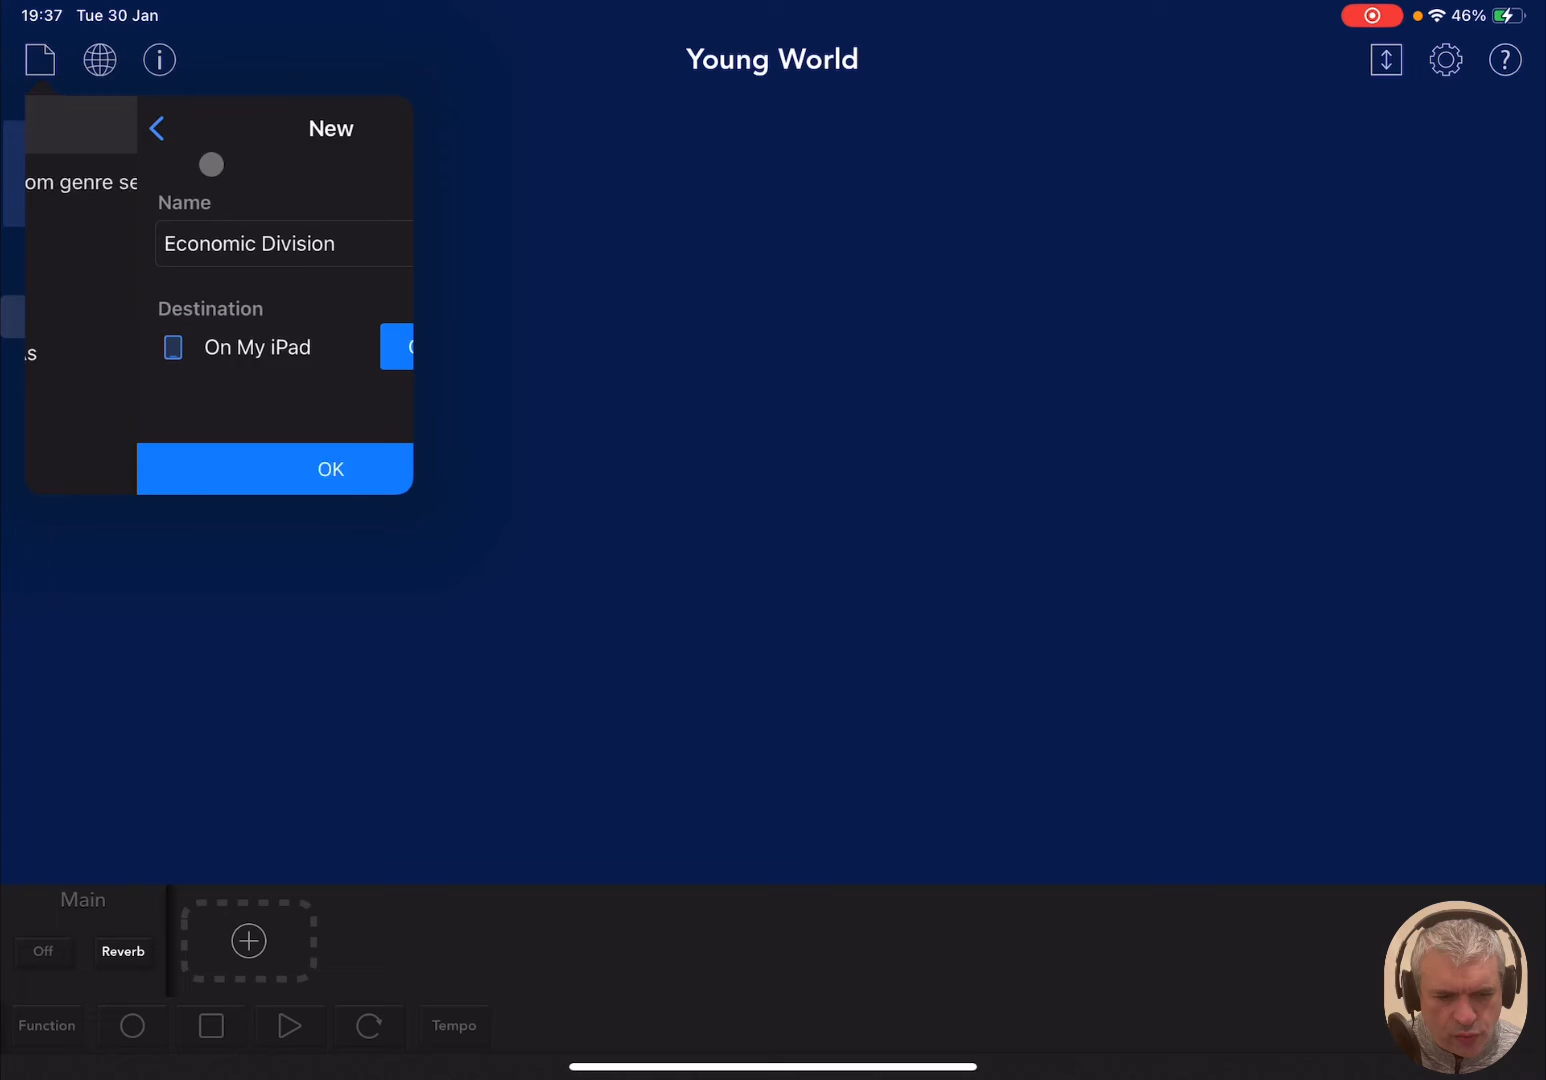 19:37 Tue 30 Jan
46%
Young World
New
om genre se
Name
Economic Division
Destination
On My iPad
s
OK
Main
Off
Reverb
Function
Tempo